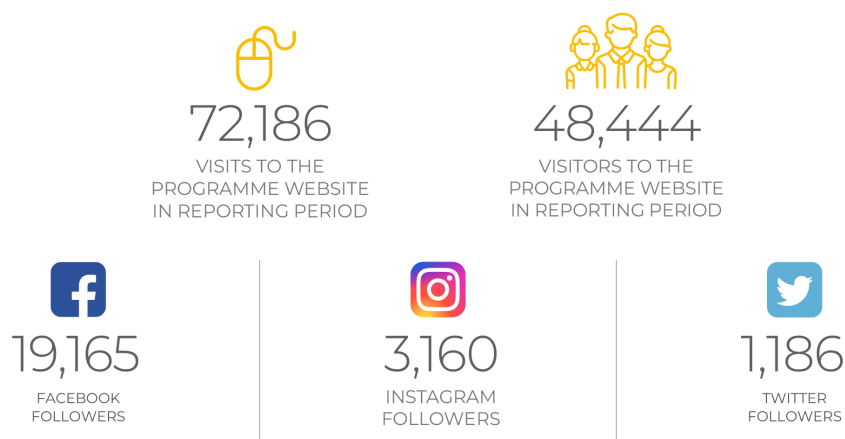 72,186
VISITS TO THE
PROGRAMME WEBSITE
IN REPORTING PERIOD
48,444
VISITORS TO THE
PROGRAMME WEBSITE
IN REPORTING PERIOD
19,165
FACEBOOK
FOLLOWERS
3,160
INSTAGRAM
FOLLOWERS
1,186
TWITTER
FOLLOWERS